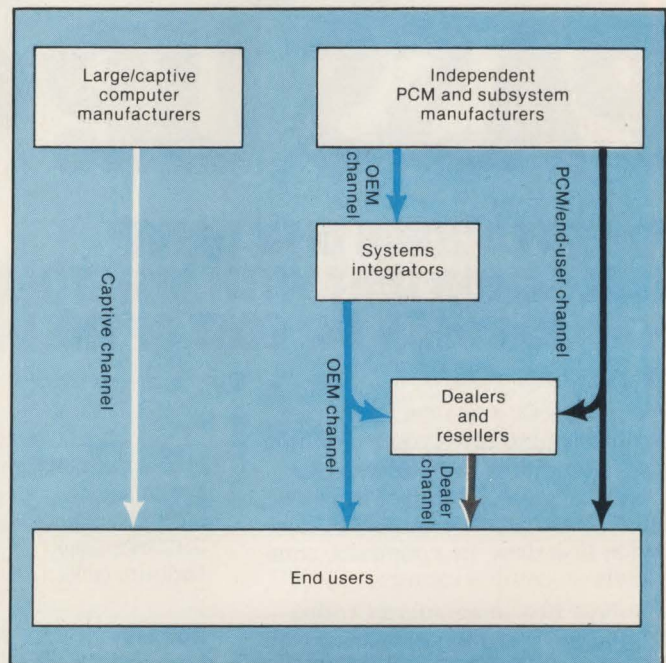 Large/captive
computer
manufacturers
Independent
PCM and subsystem
manufacturers
OEM
channel
PCM/end-user channel
Systems
integrators
Captive channel
OEM channel
Dealers
and
resellers
Dealer
channel
End users